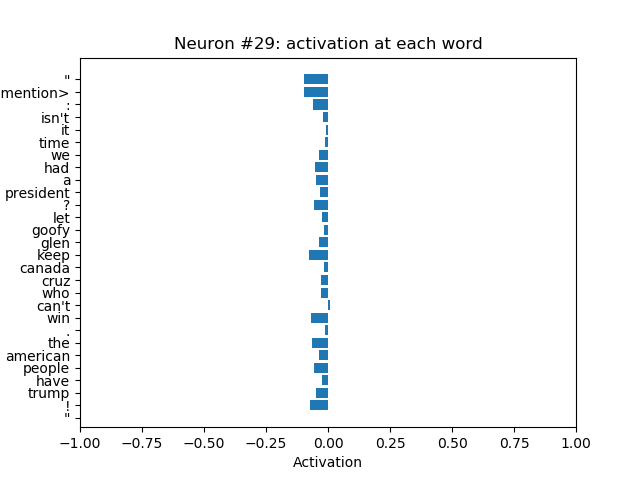 Neuron #29: activation at each word
"
mention>
:
isn't
it
time
we
had
a
president
?
let
goofy
glen
keep
canada
cruz
who
can't
win
.
the
american
people
have
trump
!
"
−1.00 −0.75 −0.50 −0.25 0.00 0.25 0.50 0.75 1.00
Activation